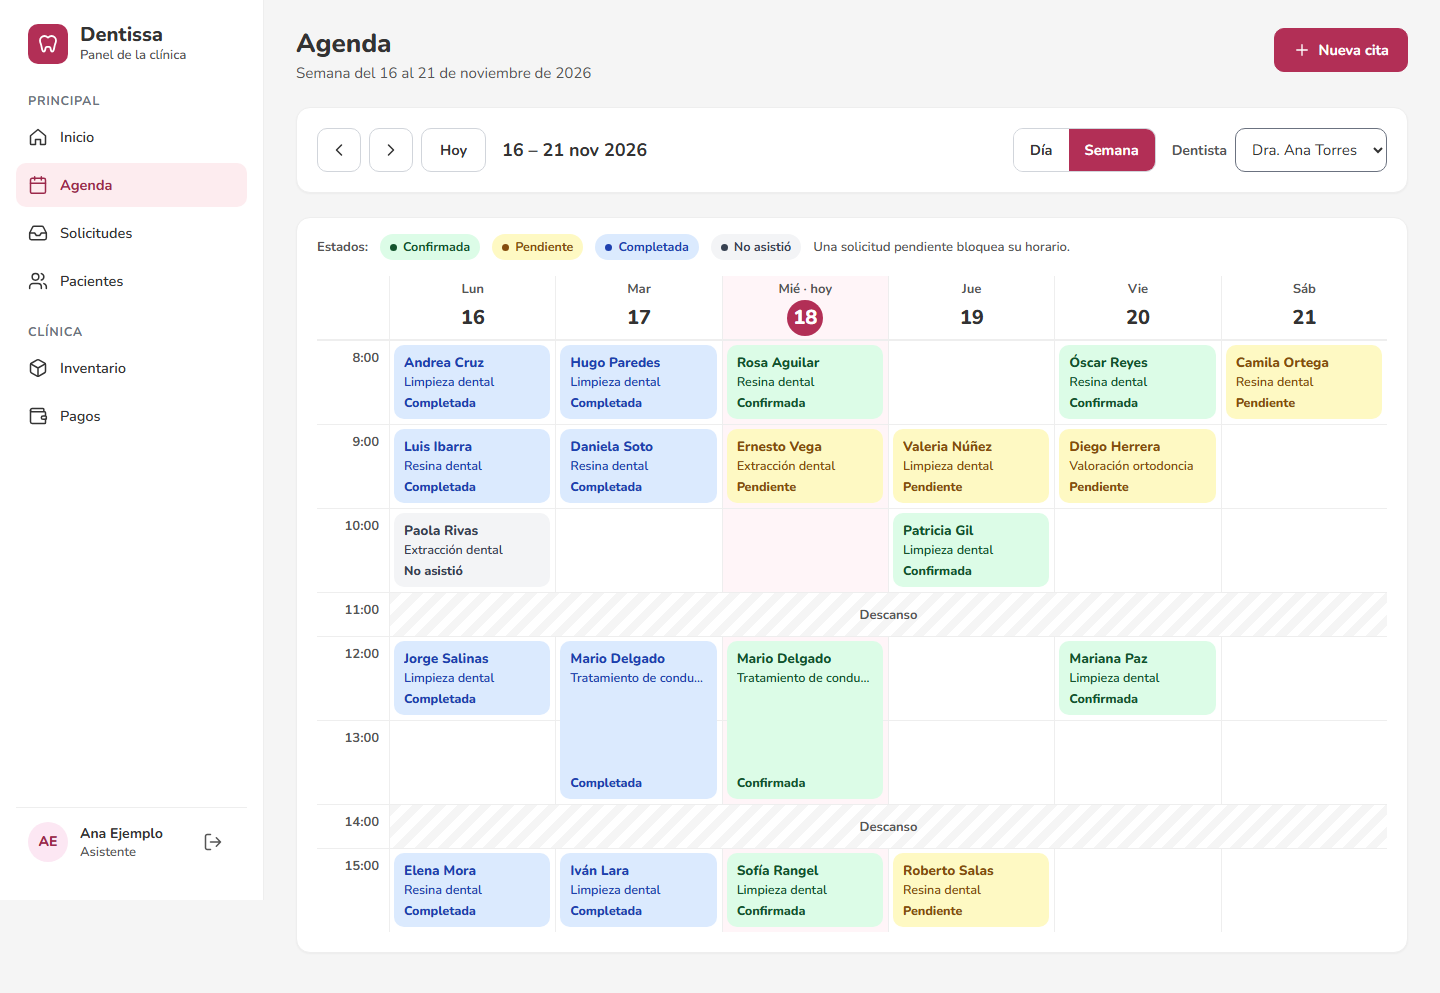 Dentissa
Panel de la clínica
PRINCIPAL
Inicio
Agenda
Solicitudes
Pacientes
CLÍNICA
Inventario
Pagos
AE
Ana Ejemplo
Asistente
Agenda
Semana del 16 al 21 de noviembre de 2026
Nueva cita
Hoy
16 – 21 nov 2026
Día
Semana
Dentista
Dra. Ana Torres
Estados:
Confirmada
Pendiente
Completada
No asistió
Una solicitud pendiente bloquea su horario.
Lun
16
Mar
17
Mié · hoy
18
Jue
19
Vie
20
Sáb
21
8:00
Andrea Cruz
Limpieza dental
Completada
Hugo Paredes
Limpieza dental
Completada
Rosa Aguilar
Resina dental
Confirmada
Óscar Reyes
Resina dental
Confirmada
Camila Ortega
Resina dental
Pendiente
9:00
Luis Ibarra
Resina dental
Completada
Daniela Soto
Resina dental
Completada
Ernesto Vega
Extracción dental
Pendiente
Valeria Núñez
Limpieza dental
Pendiente
Diego Herrera
Valoración ortodoncia
Pendiente
10:00
Paola Rivas
Extracción dental
No asistió
Patricia Gil
Limpieza dental
Confirmada
11:00
Descanso
12:00
Jorge Salinas
Limpieza dental
Completada
Mario Delgado
Tratamiento de condu...
Completada
Mario Delgado
Tratamiento de condu...
Confirmada
Mariana Paz
Limpieza dental
Confirmada
13:00
14:00
Descanso
15:00
Elena Mora
Resina dental
Completada
Iván Lara
Limpieza dental
Completada
Sofía Rangel
Limpieza dental
Confirmada
Roberto Salas
Resina dental
Pendiente